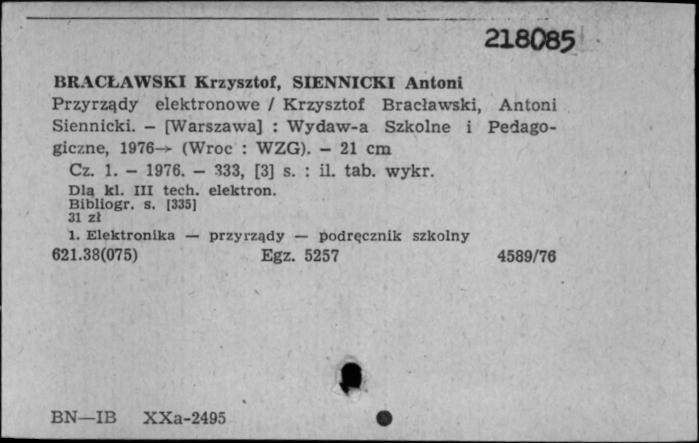 218085
BRACŁAWSKI Krzysztof, SIENNICKI Antoni
Przyrządy elektronowe / Krzysztof Bracławski, Antoni
Siennicki. — [Warszawa] : Wydaw-a Szkolne i Pedago-
giczne, 1976→ (Wroc : WZG). — 21 cm
Cz. 1. — 1976. — 333, [3] s. : il. tab. wykr.
Dla kl. III tech. elektron.
Bibliogr. s. [335]
31 zł
1. Elektronika — przyrządy — podręcznik szkolny
621.38(075) Egz. 5257 4589/76
BN—IB XXa-2495